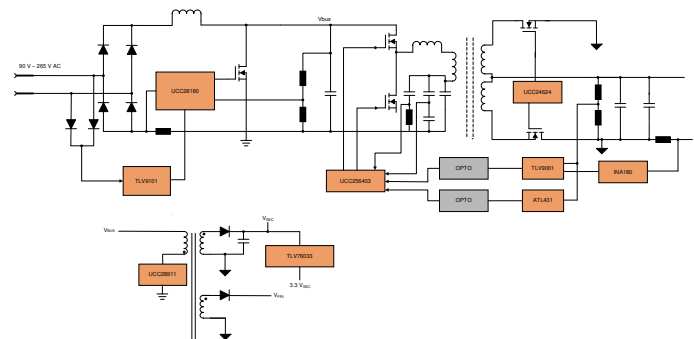 Vbus
90 V – 265 V AC
UCC28180
UCC24624
TLV9101
UCC256403
OPTO
TLV9001
INA180
OPTO
ATL431
VSEC
VBUS
TLV76033
UCC28911
3.3 VSEC
VPRI